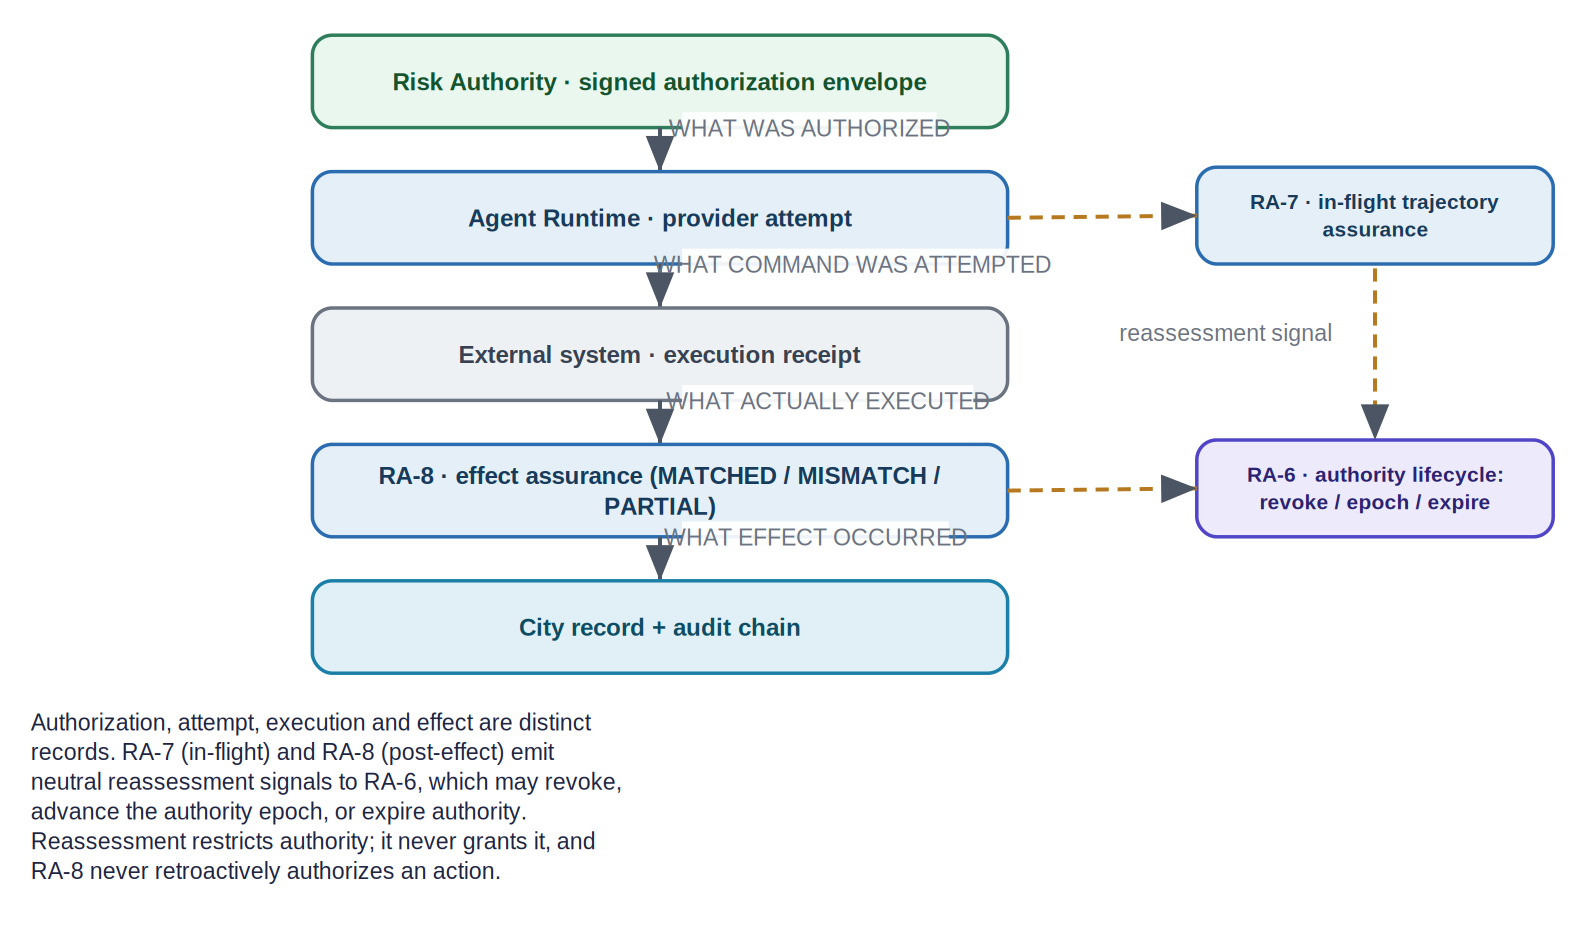 Risk Authority · signed authorization envelope
WHAT WAS AUTHORIZED
Agent Runtime · provider attempt
RA-7 · in-flight trajectory
assurance
WHAT COMMAND WAS ATTEMPTED
External system · execution receipt
reassessment signal
WHAT ACTUALLY EXECUTED
RA-8 · effect assurance (MATCHED / MISMATCH /
PARTIAL)
RA-6 · authority lifecycle:
revoke / epoch / expire
WHAT EFFECT OCCURRED
City record + audit chain
Authorization, attempt, execution and effect are distinct
records. RA-7 (in-flight) and RA-8 (post-effect) emit
neutral reassessment signals to RA-6, which may revoke,
advance the authority epoch, or expire authority.
Reassessment restricts authority; it never grants it, and
RA-8 never retroactively authorizes an action.